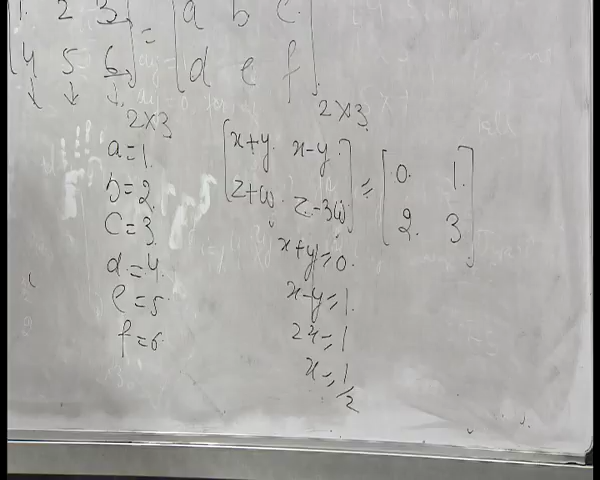 1 2 3 = a b c
4 5 6 d e f
↓ ↓ ↓
2×3 2×3
a=1
b=2
c=3
d=4
e=5
f=6
x+y x-y = 0 1
z+w z-3w 2 3
x+y=0
x-y=1
2x=1
x=1/2